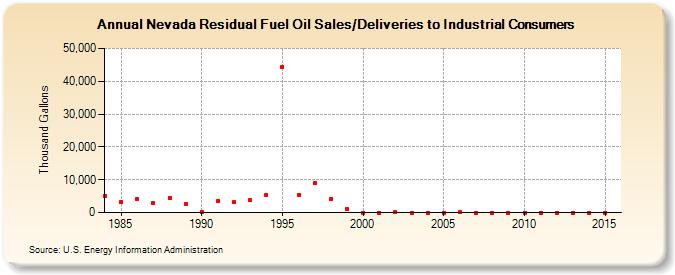 Annual Nevada Residual Fuel Oil Sales/Deliveries to Industrial Consumers
Thousand Gallons
50,000
40,000
30,000
20,000
10,000
0
1985 1990 1995 2000 2005 2010 2015
Source: U.S. Energy Information Administration